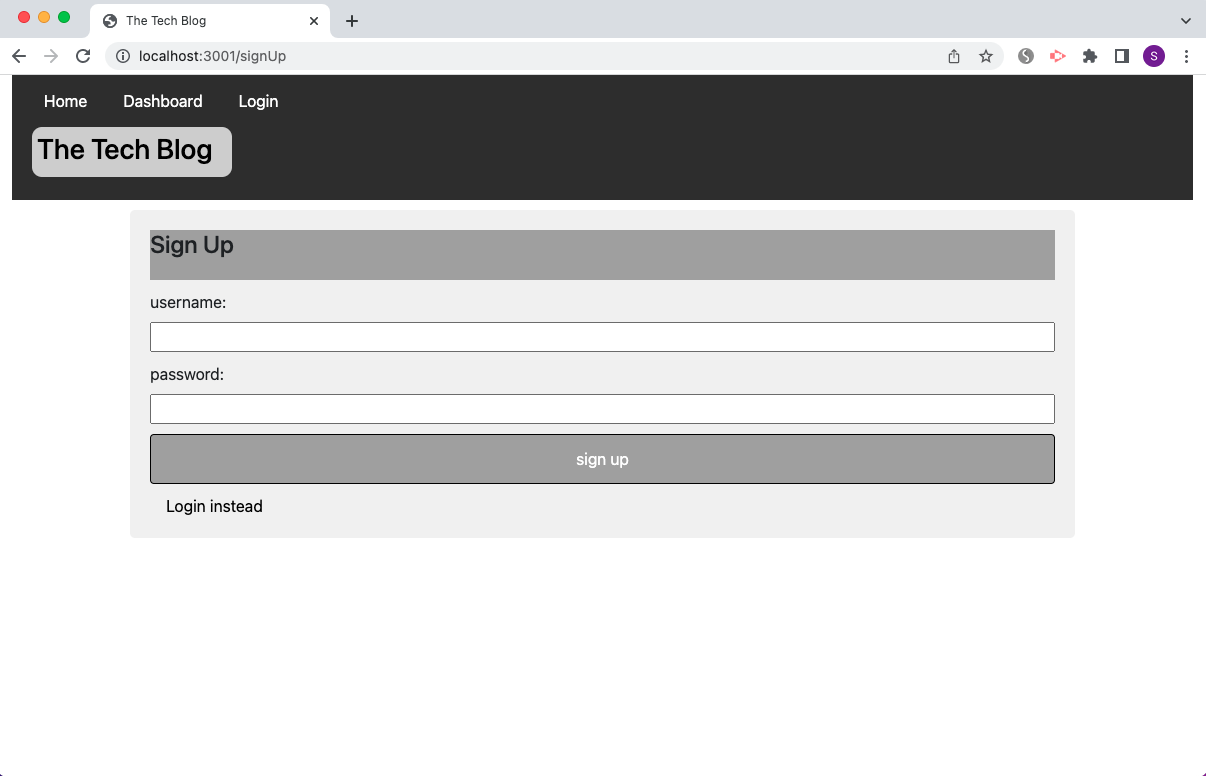 The Tech Blog
localhost:3001/signUp
S
Home Dashboard Login
The Tech Blog
Sign Up
username:
password:
sign up
Login instead